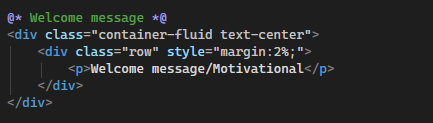 @* Welcome message *@
<div class="container-fluid text-center">
<div class="row" style="margin:2%;">
<p>Welcome message/Motivational</p>
</div>
</div>